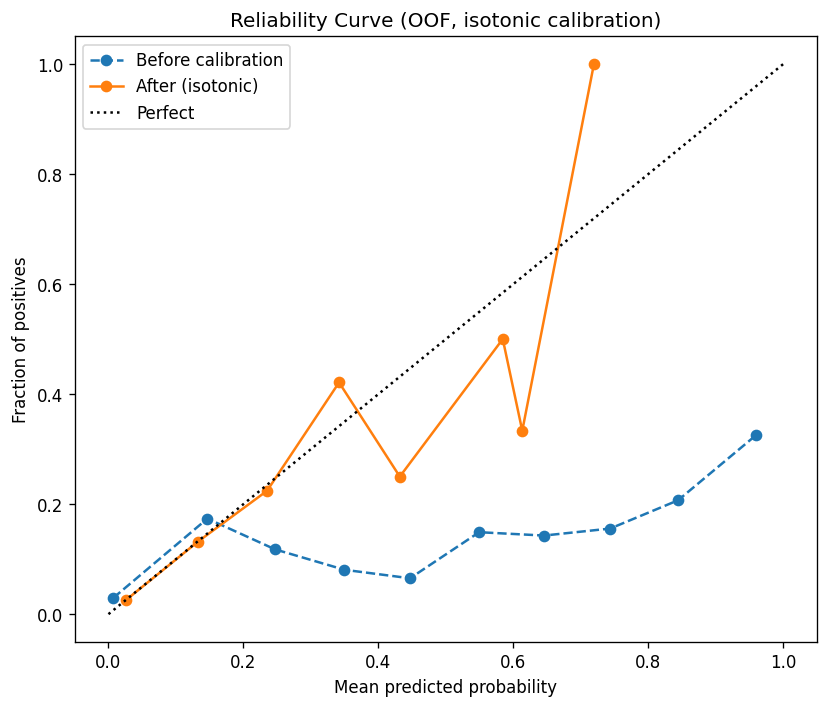 Reliability Curve (OOF, isotonic calibration)
Before calibration
After (isotonic)
Perfect
1.0
0.8
0.6
0.4
0.2
0.0
Fraction of positives
0.0 0.2 0.4 0.6 0.8 1.0
Mean predicted probability